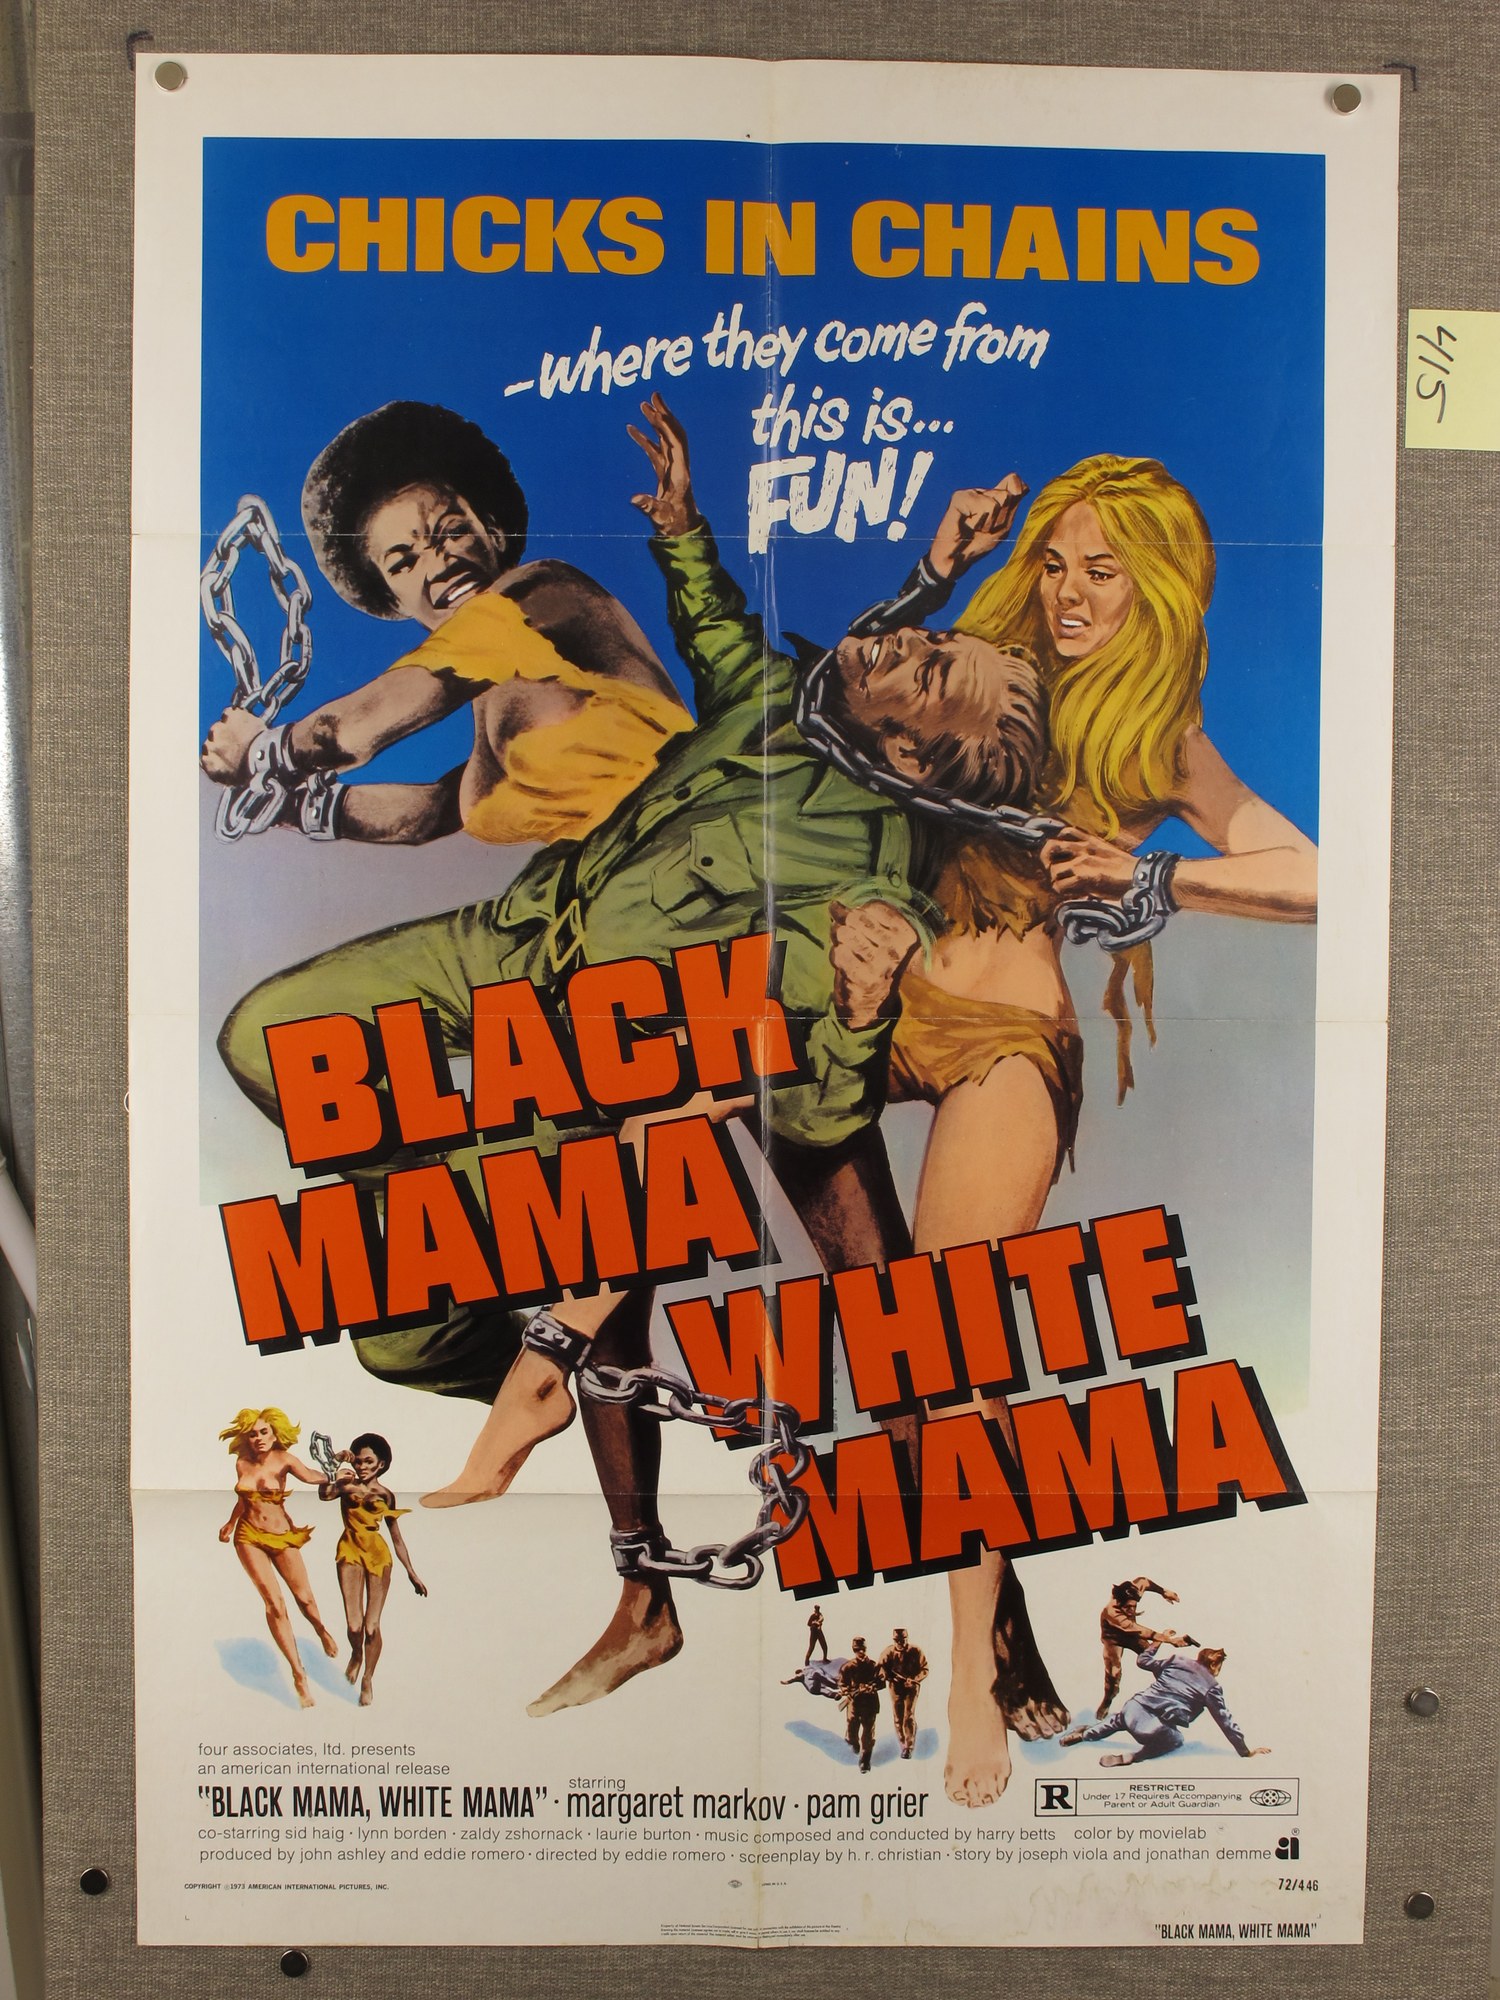 CHICKS IN CHAINS
-where they come from
this is...
FUN!
BLACK
MAMA
WHITE
MAMA
four associates, ltd. presents
an american international release
"BLACK MAMA, WHITE MAMA" · starring margaret markov · pam grier
R RESTRICTED
Under 17 Requires Accompanying
Parent or Adult Guardian
co-starring sid haig · lynn borden · zaldy zshornack · laurie burton · music composed and conducted by harry betts color by movielab
produced by john ashley and eddie romero · directed by eddie romero · screenplay by h. r. christian · story by joseph viola and jonathan demme ai ®
COPYRIGHT ©1973 AMERICAN INTERNATIONAL PICTURES, INC.
72/446
"BLACK MAMA, WHITE MAMA"
4/15